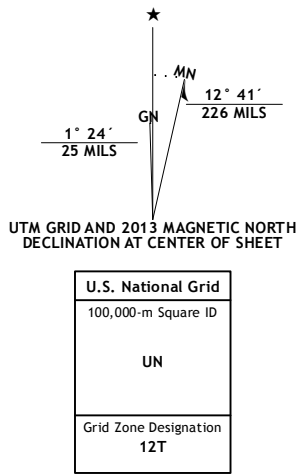 ★
MN
GN
12° 41´
226 MILS
1° 24´
25 MILS
UTM GRID AND 2013 MAGNETIC NORTH
DECLINATION AT CENTER OF SHEET
U.S. National Grid
100,000-m Square ID
UN
Grid Zone Designation
12T